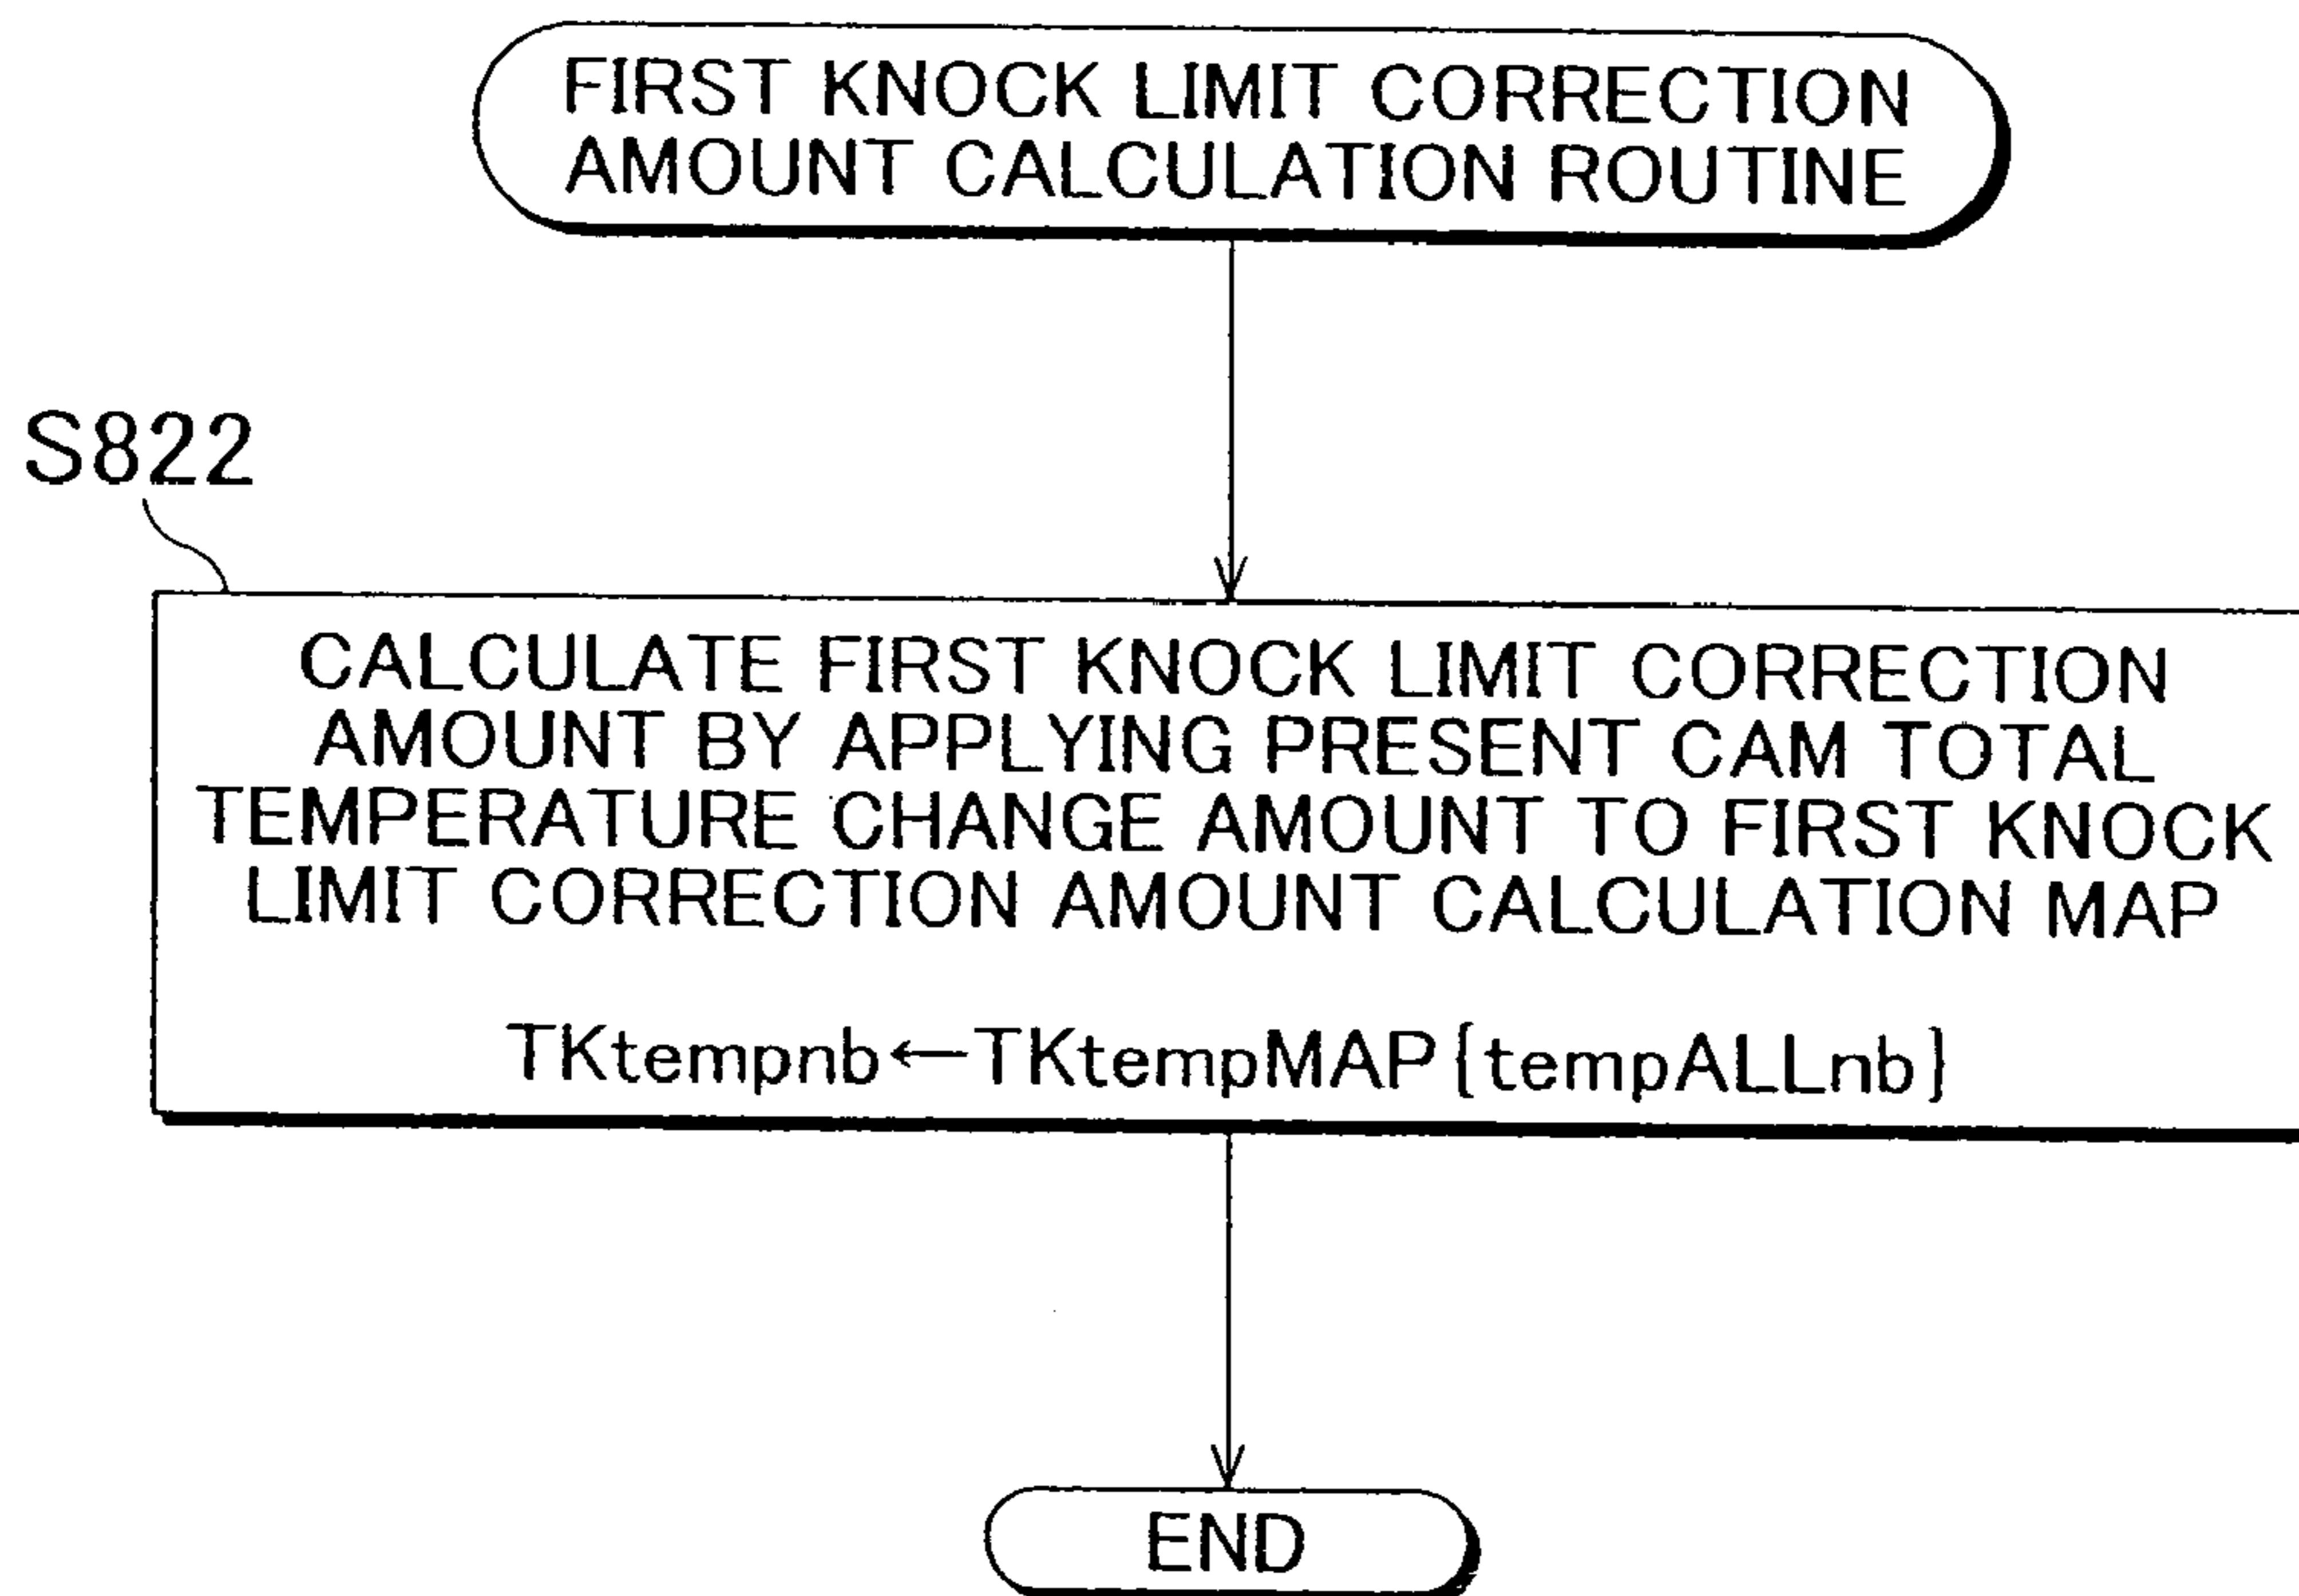 FIRST KNOCK LIMIT CORRECTION
AMOUNT CALCULATION ROUTINE
S822
CALCULATE FIRST KNOCK LIMIT CORRECTION
AMOUNT BY APPLYING PRESENT CAM TOTAL
TEMPERATURE CHANGE AMOUNT TO FIRST KNOCK
LIMIT CORRECTION AMOUNT CALCULATION MAP
TKtempnb←TKtempMAP{tempALLnb}
END